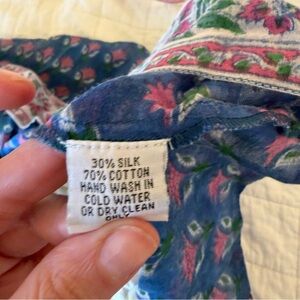 30% SILK
70% COTTON
HAND WASH IN
COLD WATER
OR DRY CLEAN
ONLY